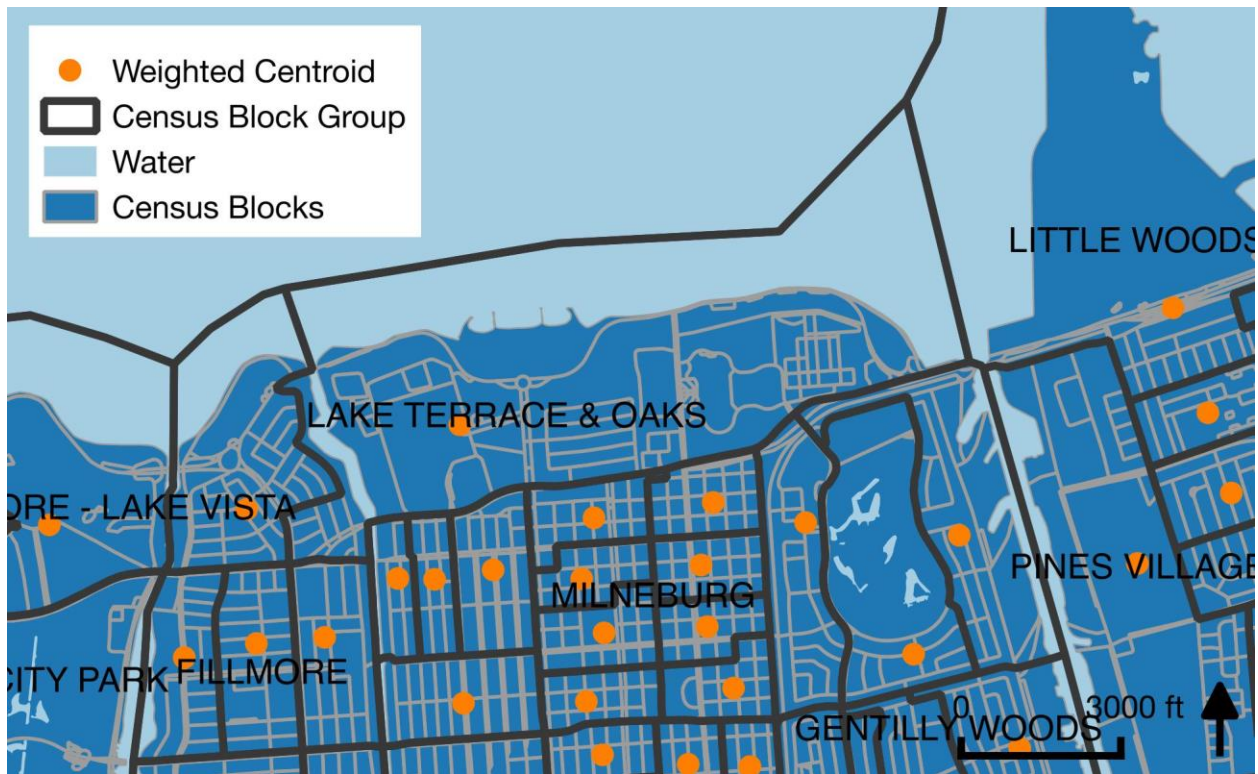 Weighted Centroid
Census Block Group
Water
Census Blocks
LITTLE WOODS
LAKE TERRACE & OAKS
ORE - LAKE VISTA
PINES VILLAGE
MILNEBURG
CITY PARK
FILLMORE
0 3000 ft
GENTILLY WOODS